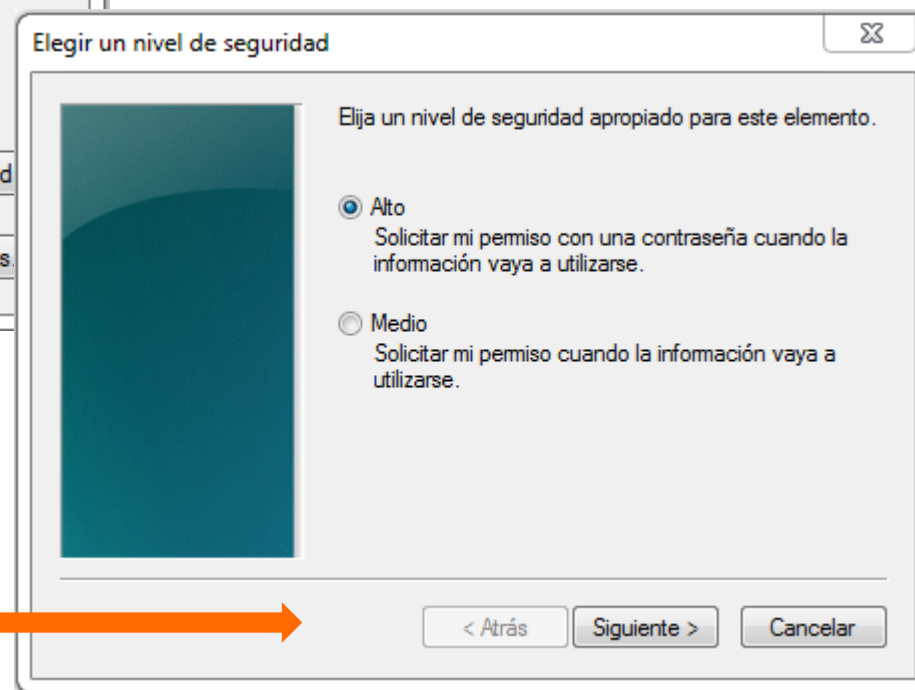 Elegir un nivel de seguridad
Elija un nivel de seguridad apropiado para este elemento.
Alto
Solicitar mi permiso con una contraseña cuando la
información vaya a utilizarse.
Medio
Solicitar mi permiso cuando la información vaya a
utilizarse.
d
s.
< Atrás
Siguiente >
Cancelar